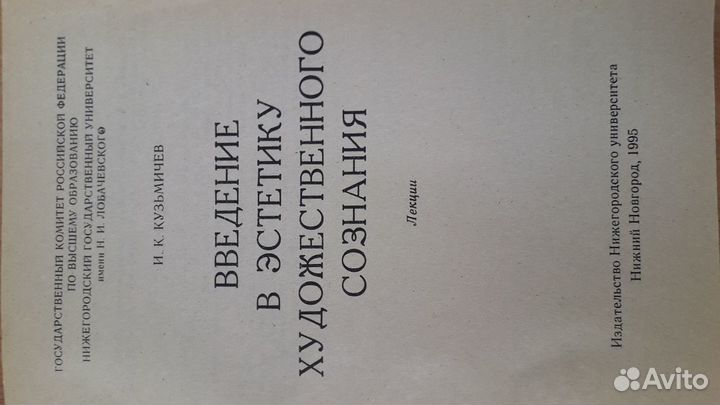 ГОСУДАРСТВЕННЫЙ КОМИТЕТ РОССИЙСКОЙ ФЕДЕРАЦИИ
ПО ВЫСШЕМУ ОБРАЗОВАНИЮ
НИЖЕГОРОДСКИЙ ГОСУДАРСТВЕННЫЙ УНИВЕРСИТЕТ
имени Н. И. ЛОБАЧЕВСКОГО
И. К. КУЗЬМИЧЕВ
ВВЕДЕНИЕ
В ЭСТЕТИКУ
ХУДОЖЕСТВЕННОГО
СОЗНАНИЯ
Лекции
Издательство Нижегородского университета
Нижний Новгород, 1995
Avito